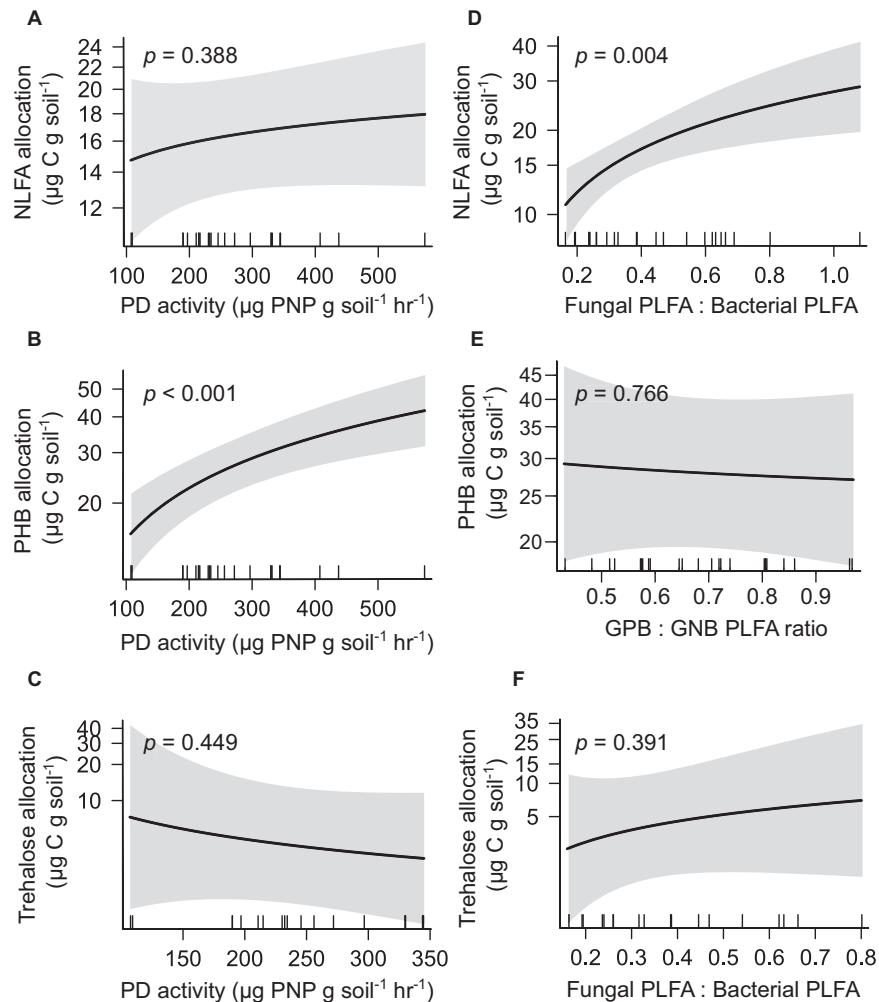 A
p = 0.388
NLFA allocation
(µg C g soil⁻¹)
24
22
20
18
16
14
12
100 200 300 400 500
PD activity (µg PNP g soil⁻¹ hr⁻¹)
D
p = 0.004
NLFA allocation
(µg C g soil⁻¹)
40
30
20
15
10
0.2 0.4 0.6 0.8 1.0
Fungal PLFA : Bacterial PLFA
B
p < 0.001
PHB allocation
(µg C g soil⁻¹)
50
40
30
20
100 200 300 400 500
PD activity (µg PNP g soil⁻¹ hr⁻¹)
E
p = 0.766
PHB allocation
(µg C g soil⁻¹)
45
40
35
30
25
20
0.5 0.6 0.7 0.8 0.9
GPB : GNB PLFA ratio
C
p = 0.449
Trehalose allocation
(µg C g soil⁻¹)
40
30
20
10
150 200 250 300 350
PD activity (µg PNP g soil⁻¹ hr⁻¹)
F
p = 0.391
Trehalose allocation
(µg C g soil⁻¹)
35
25
15
10
5
0.2 0.3 0.4 0.5 0.6 0.7 0.8
Fungal PLFA : Bacterial PLFA